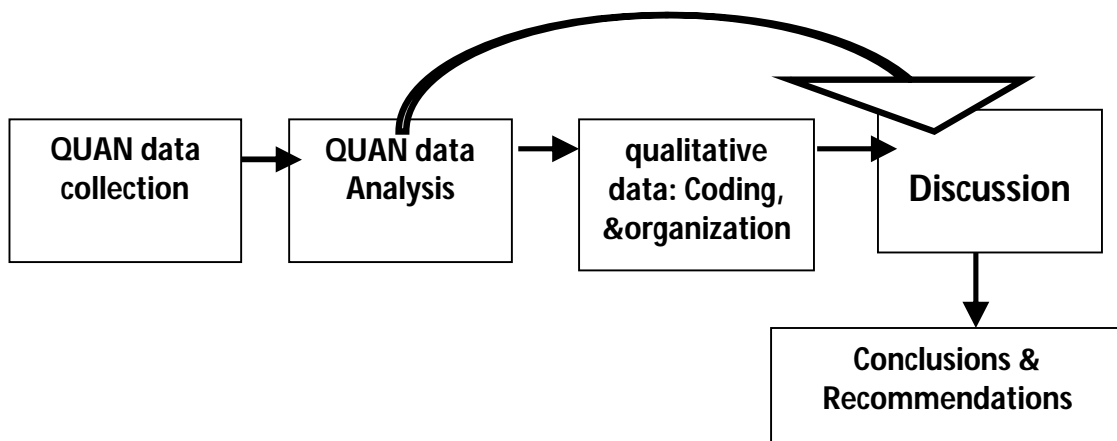 QUAN data
collection
QUAN data
Analysis
qualitative
data: Coding,
&organization
Discussion
Conclusions &
Recommendations